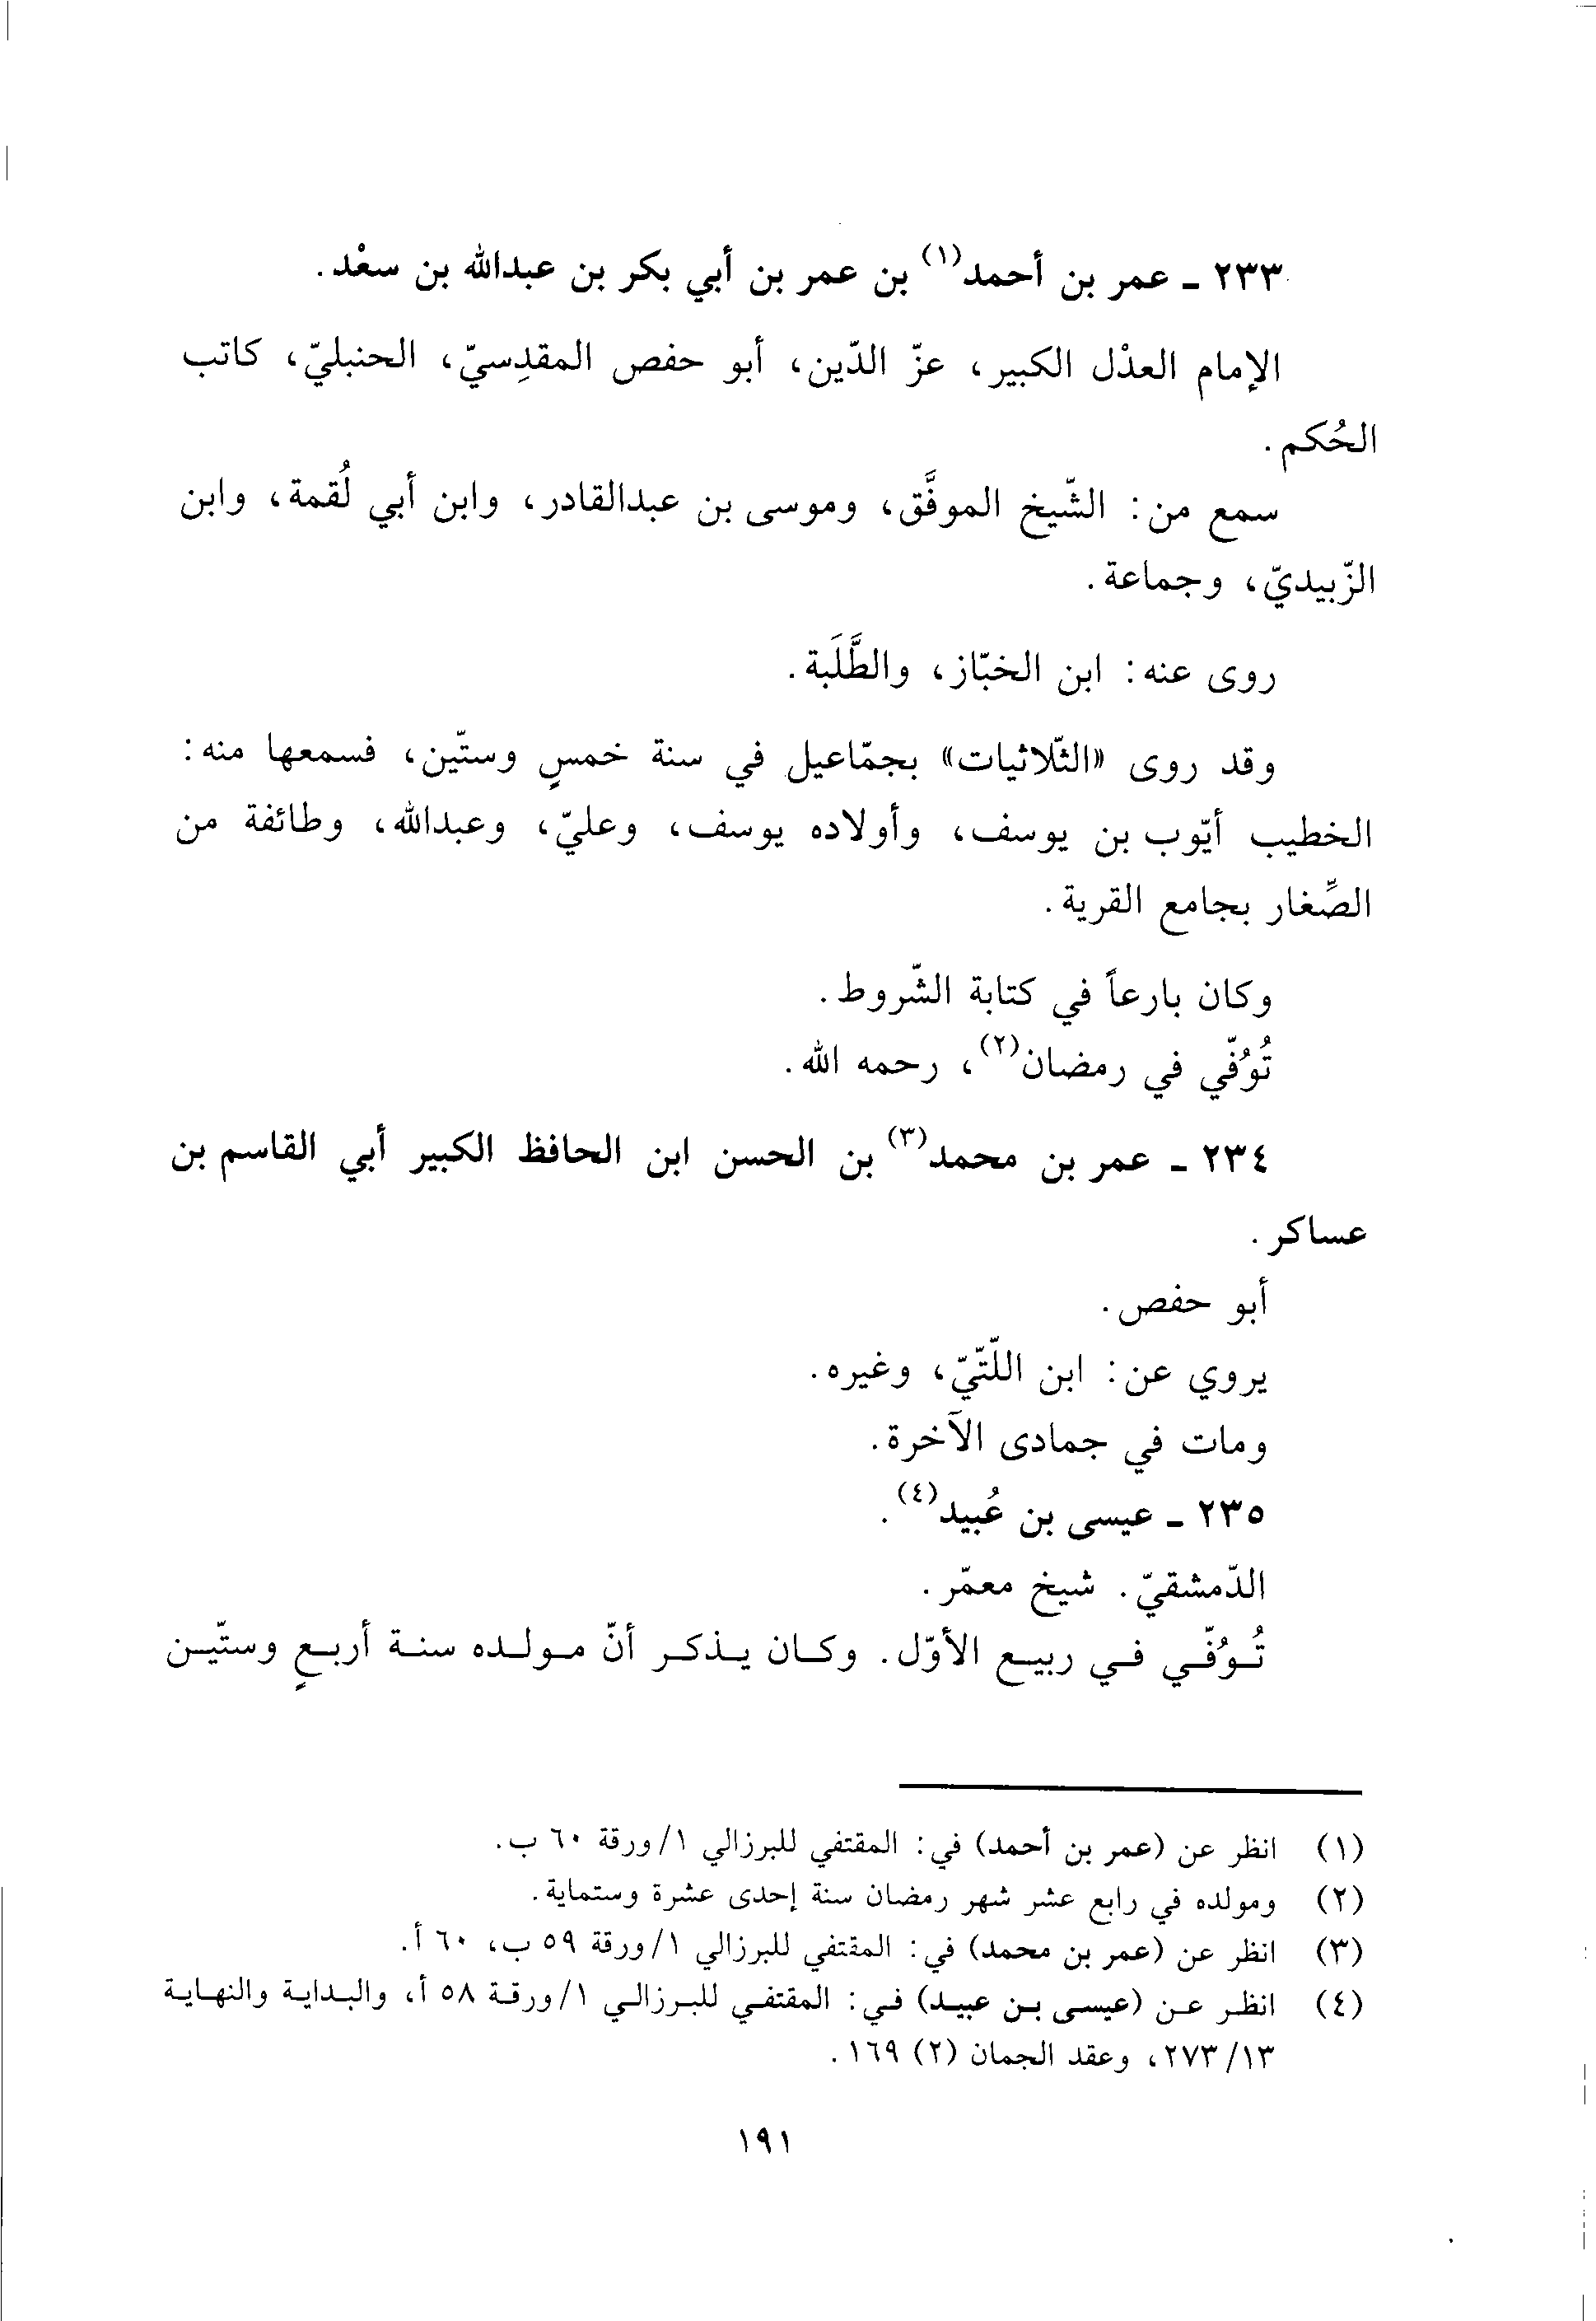 ٢٣٣ ـ عمر بن أحمد(١) بن عمر بن أبي بكر بن عبدالله بن سعْد.
الإمام العدْل الكبير، عزّ الدّين، أبو حفص المقدِسيّ، الحنبليّ، كاتب
الحُكم.
سمع من: الشّيخ الموفَّق، وموسى بن عبدالقادر، وابن أبي لُقمة، وابن
الزّبيديّ، وجماعة.
روى عنه: ابن الخبّاز، والطَّلَبة.
وقد روى «الثّلاثيات» بجمّاعيل في سنة خمسٍ وستّين، فسمعها منه:
الخطيب أيّوب بن يوسف، وأولاده يوسف، وعليّ، وعبدالله، وطائفة من
الصِّغار بجامع القرية.
وكان بارعاً في كتابة الشّروط.
تُوُفّي في رمضان(٢)، رحمه الله.
٢٣٤ ـ عمر بن محمد(٣) بن الحسن ابن الحافظ الكبير أبي القاسم بن
عساكر.
أبو حفص.
يروي عن: ابن اللّتّيّ، وغيره.
ومات في جمادى الآخرة.
٢٣٥ ـ عيسى بن عُبيد(٤).
الدّمشقيّ. شيخ معمّر.
تُوُفّي في ربيع الأوّل. وكان يذكر أنّ مولده سنة أربعٍ وستّين
(١) انظر عن (عمر بن أحمد) في: المقتفي للبرزالي ١/ورقة ٦٠ ب.
(٢) ومولده في رابع عشر شهر رمضان سنة إحدى عشرة وستماية.
(٣) انظر عن (عمر بن محمد) في: المقتفي للبرزالي ١/ورقة ٥٩ ب، ٦٠ أ.
(٤) انظر عن (عيسى بن عبيد) في: المقتفي للبرزالي ١/ورقة ٥٨ أ، والبداية والنهاية
١٣/٢٧٣، وعقد الجمان (٢) ١٦٩.
١٩١